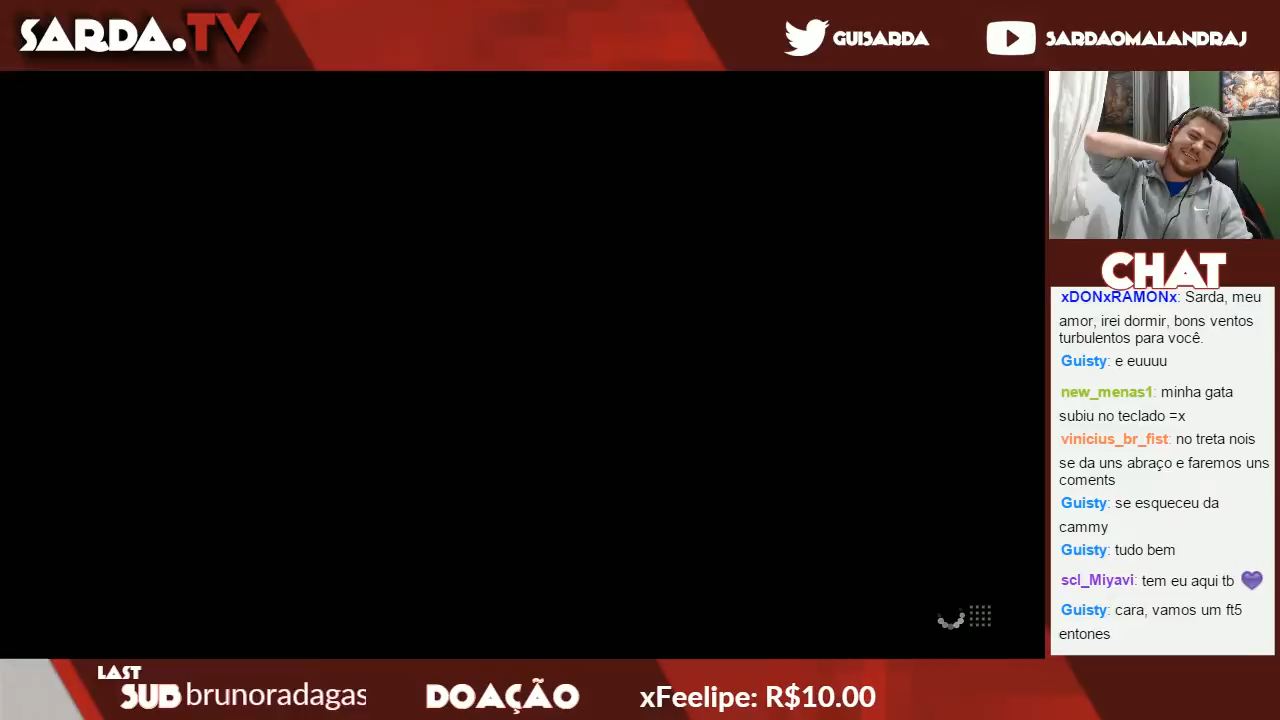 SARDA.TV
GUISARDA
SARDAOMALANDRAJ
CHAT
xDONxRAMONx: Sarda, meu
amor, irei dormir, bons ventos
turbulentos para você.
Guisty: e euuuu
new_menas1: minha gata
subiu no teclado =x
vinicius_br_fist: no treta nois
se da uns abraço e faremos uns
coments
Guisty: se esqueceu da
cammy
Guisty: tudo bem
scl_Miyavi: tem eu aqui tb 💜
Guisty: cara, vamos um ft5
entones
LAST
SUB brunoradagas
DOAÇÃO
xFeelipe: R$10.00